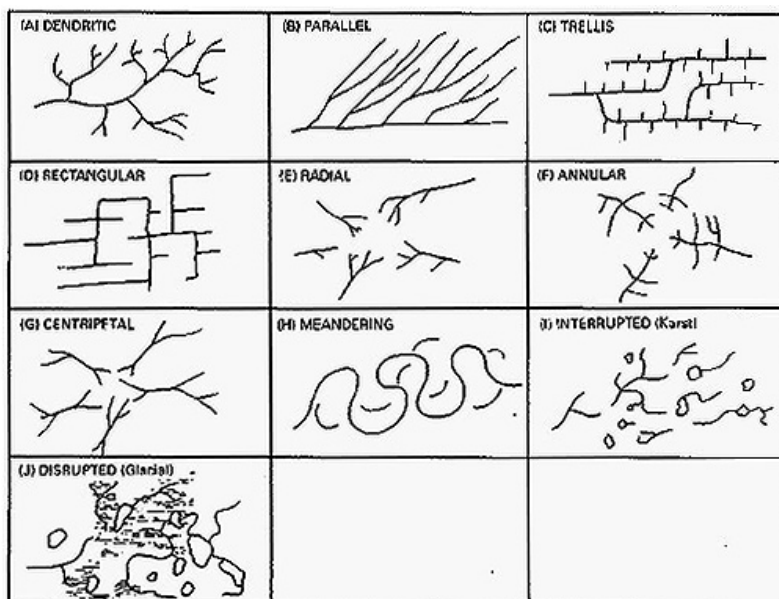 (A) DENDRITIC
(B) PARALLEL
(C) TRELLIS
(D) RECTANGULAR
(E) RADIAL
(F) ANNULAR
(G) CENTRIPETAL
(H) MEANDERING
(I) INTERRUPTED (Karst)
(J) DISRUPTED (Glacial)